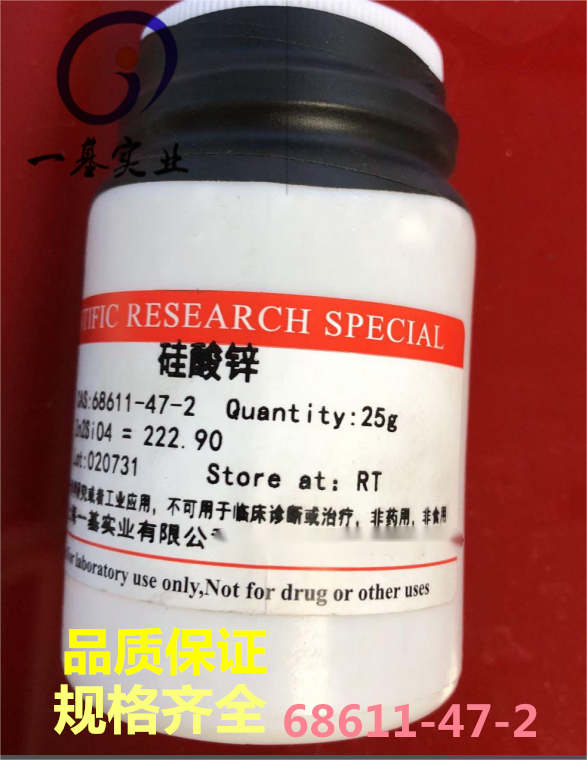 一基实业
TIFIC RESEARCH SPECIAL
硅酸锌
CAS:68611-47-2 Quantity:25g
Zn2SiO4 = 222.90
Lot:020731 Store at: RT
研究或者工业应用，不可用于临床诊断或治疗，非药用，非食用
一基实业有限公
for laboratory use only,Not for drug or other uses
品质保证
规格齐全 68611-47-2